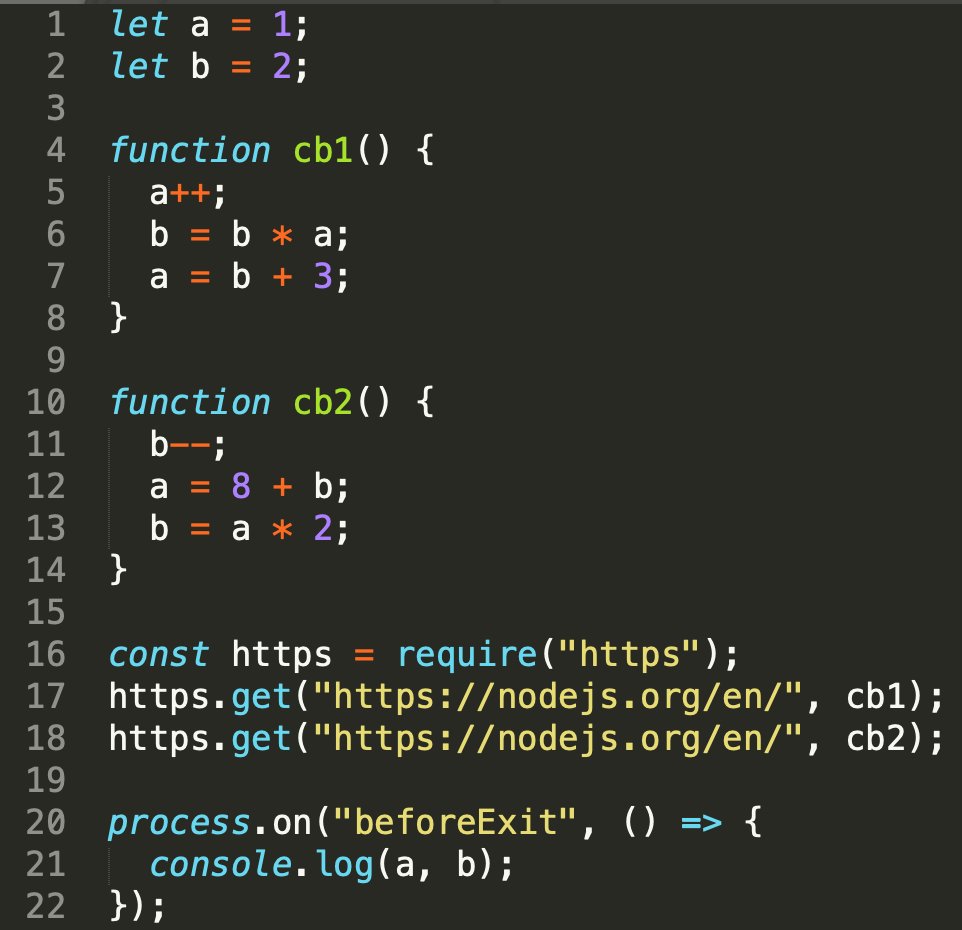 1 let a = 1;
2 let b = 2;
3
4 function cb1() {
5   a++;
6   b = b * a;
7   a = b + 3;
8 }
9
10 function cb2() {
11   b--;
12   a = 8 + b;
13   b = a * 2;
14 }
15
16 const https = require("https");
17 https.get("https://nodejs.org/en/", cb1);
18 https.get("https://nodejs.org/en/", cb2);
19
20 process.on("beforeExit", () => {
21   console.log(a, b);
22 });